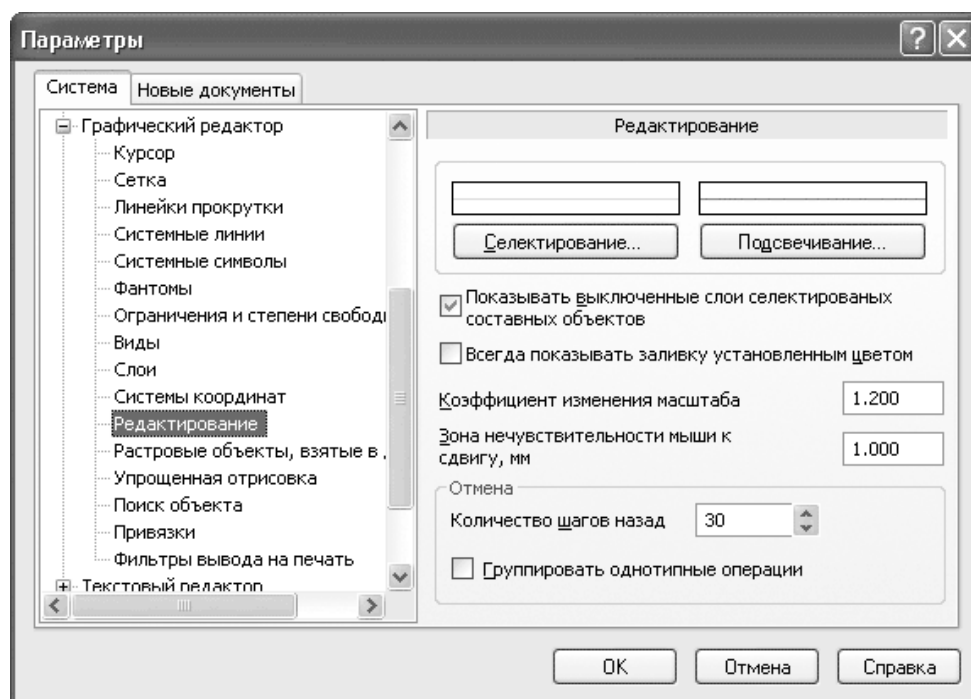 Параметры
Система
Новые документы
Графический редактор
Курсор
Сетка
Линейки прокрутки
Системные линии
Системные символы
Фантомы
Ограничения и степени свободы
Виды
Слои
Системы координат
Редактирование
Растровые объекты, взятые в
Упрощенная отрисовка
Поиск объекта
Привязки
Фильтры вывода на печать
Текстовый редактор
Редактирование
Селектирование...
Подсвечивание...
Показывать выключенные слои селектированых
составных объектов
Всегда показывать заливку установленным цветом
Коэффициент изменения масштаба
1.200
Зона нечувствительности мыши к
сдвигу, мм
1.000
Отмена
Количество шагов назад
30
Группировать однотипные операции
OK
Отмена
Справка